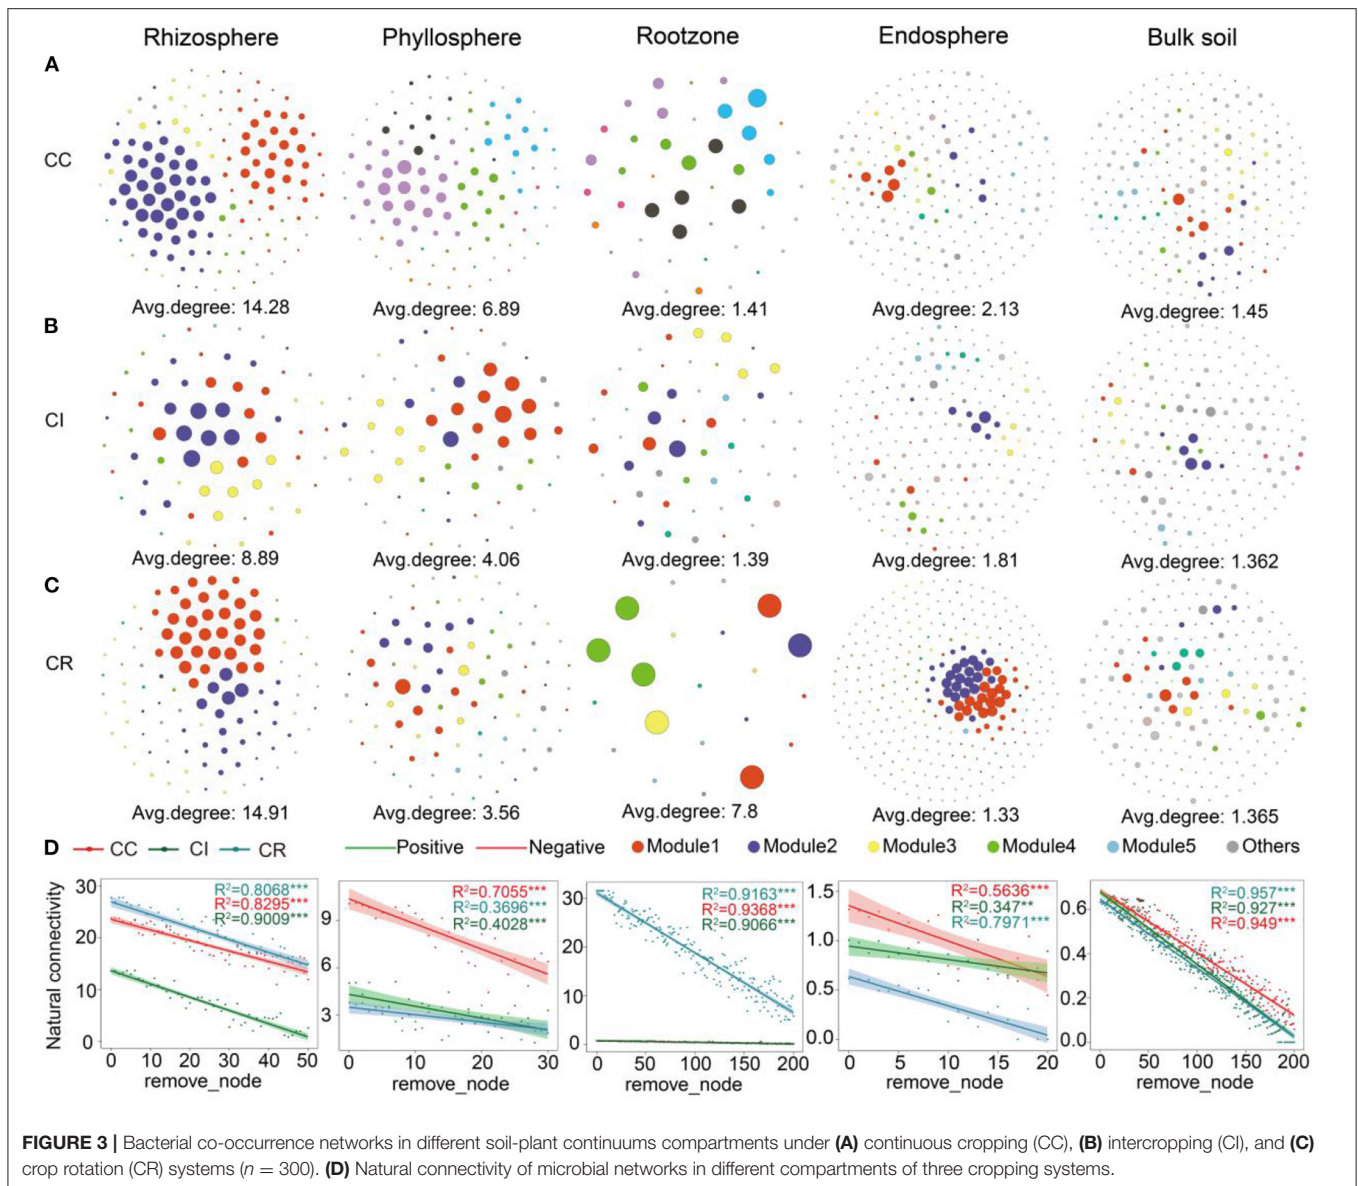 Rhizosphere Phyllosphere Rootzone Endosphere Bulk soil
A
CC
Avg.degree: 14.28 Avg.degree: 6.89 Avg.degree: 1.41 Avg.degree: 2.13 Avg.degree: 1.45
B
CI
Avg.degree: 8.89 Avg.degree: 4.06 Avg.degree: 1.39 Avg.degree: 1.81 Avg.degree: 1.362
C
CR
Avg.degree: 14.91 Avg.degree: 3.56 Avg.degree: 7.8 Avg.degree: 1.33 Avg.degree: 1.365
D CC CI CR Positive Negative Module1 Module2 Module3 Module4 Module5 Others
Natural connectivity
30
20
10
0
R²=0.8068***
R²=0.8295***
R²=0.9009***
0 10 20 30 40 50
remove_node
9
6
3
R²=0.7055***
R²=0.3696***
R²=0.4028***
0 10 20 30
remove_node
30
20
10
0
R²=0.9163***
R²=0.9368***
R²=0.9066***
0 50 100 150 200
remove_node
1.5
1.0
0.5
0.0
R²=0.5636***
R²=0.347**
R²=0.7971***
0 5 10 15 20
remove_node
0.6
0.4
0.2
0.0
R²=0.957***
R²=0.927***
R²=0.949***
0 50 100 150 200
remove_node
FIGURE 3 | Bacterial co-occurrence networks in different soil-plant continuums compartments under (A) continuous cropping (CC), (B) intercropping (CI), and (C)
crop rotation (CR) systems (n = 300). (D) Natural connectivity of microbial networks in different compartments of three cropping systems.